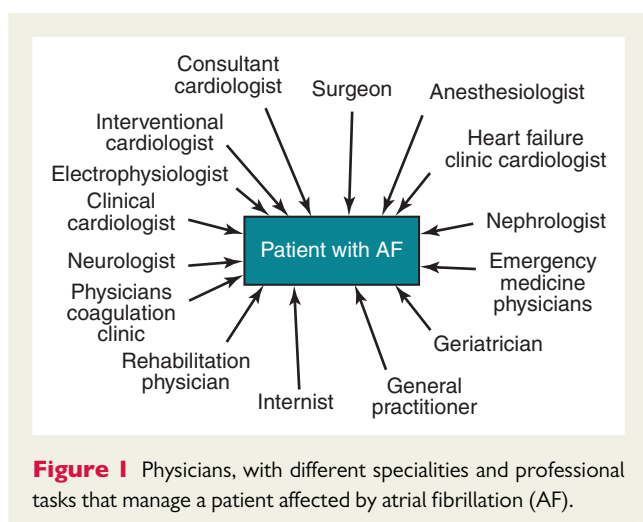 Consultant
cardiologist
Surgeon
Anesthesiologist
Interventional
cardiologist
Heart failure
clinic cardiologist
Electrophysiologist
Clinical
cardiologist
Patient with AF
Nephrologist
Neurologist
Emergency
medicine
physicians
Physicians
coagulation
clinic
Geriatrician
Rehabilitation
physician
Internist
General
practitioner
Figure 1 Physicians, with different specialities and professional
tasks that manage a patient affected by atrial fibrillation (AF).